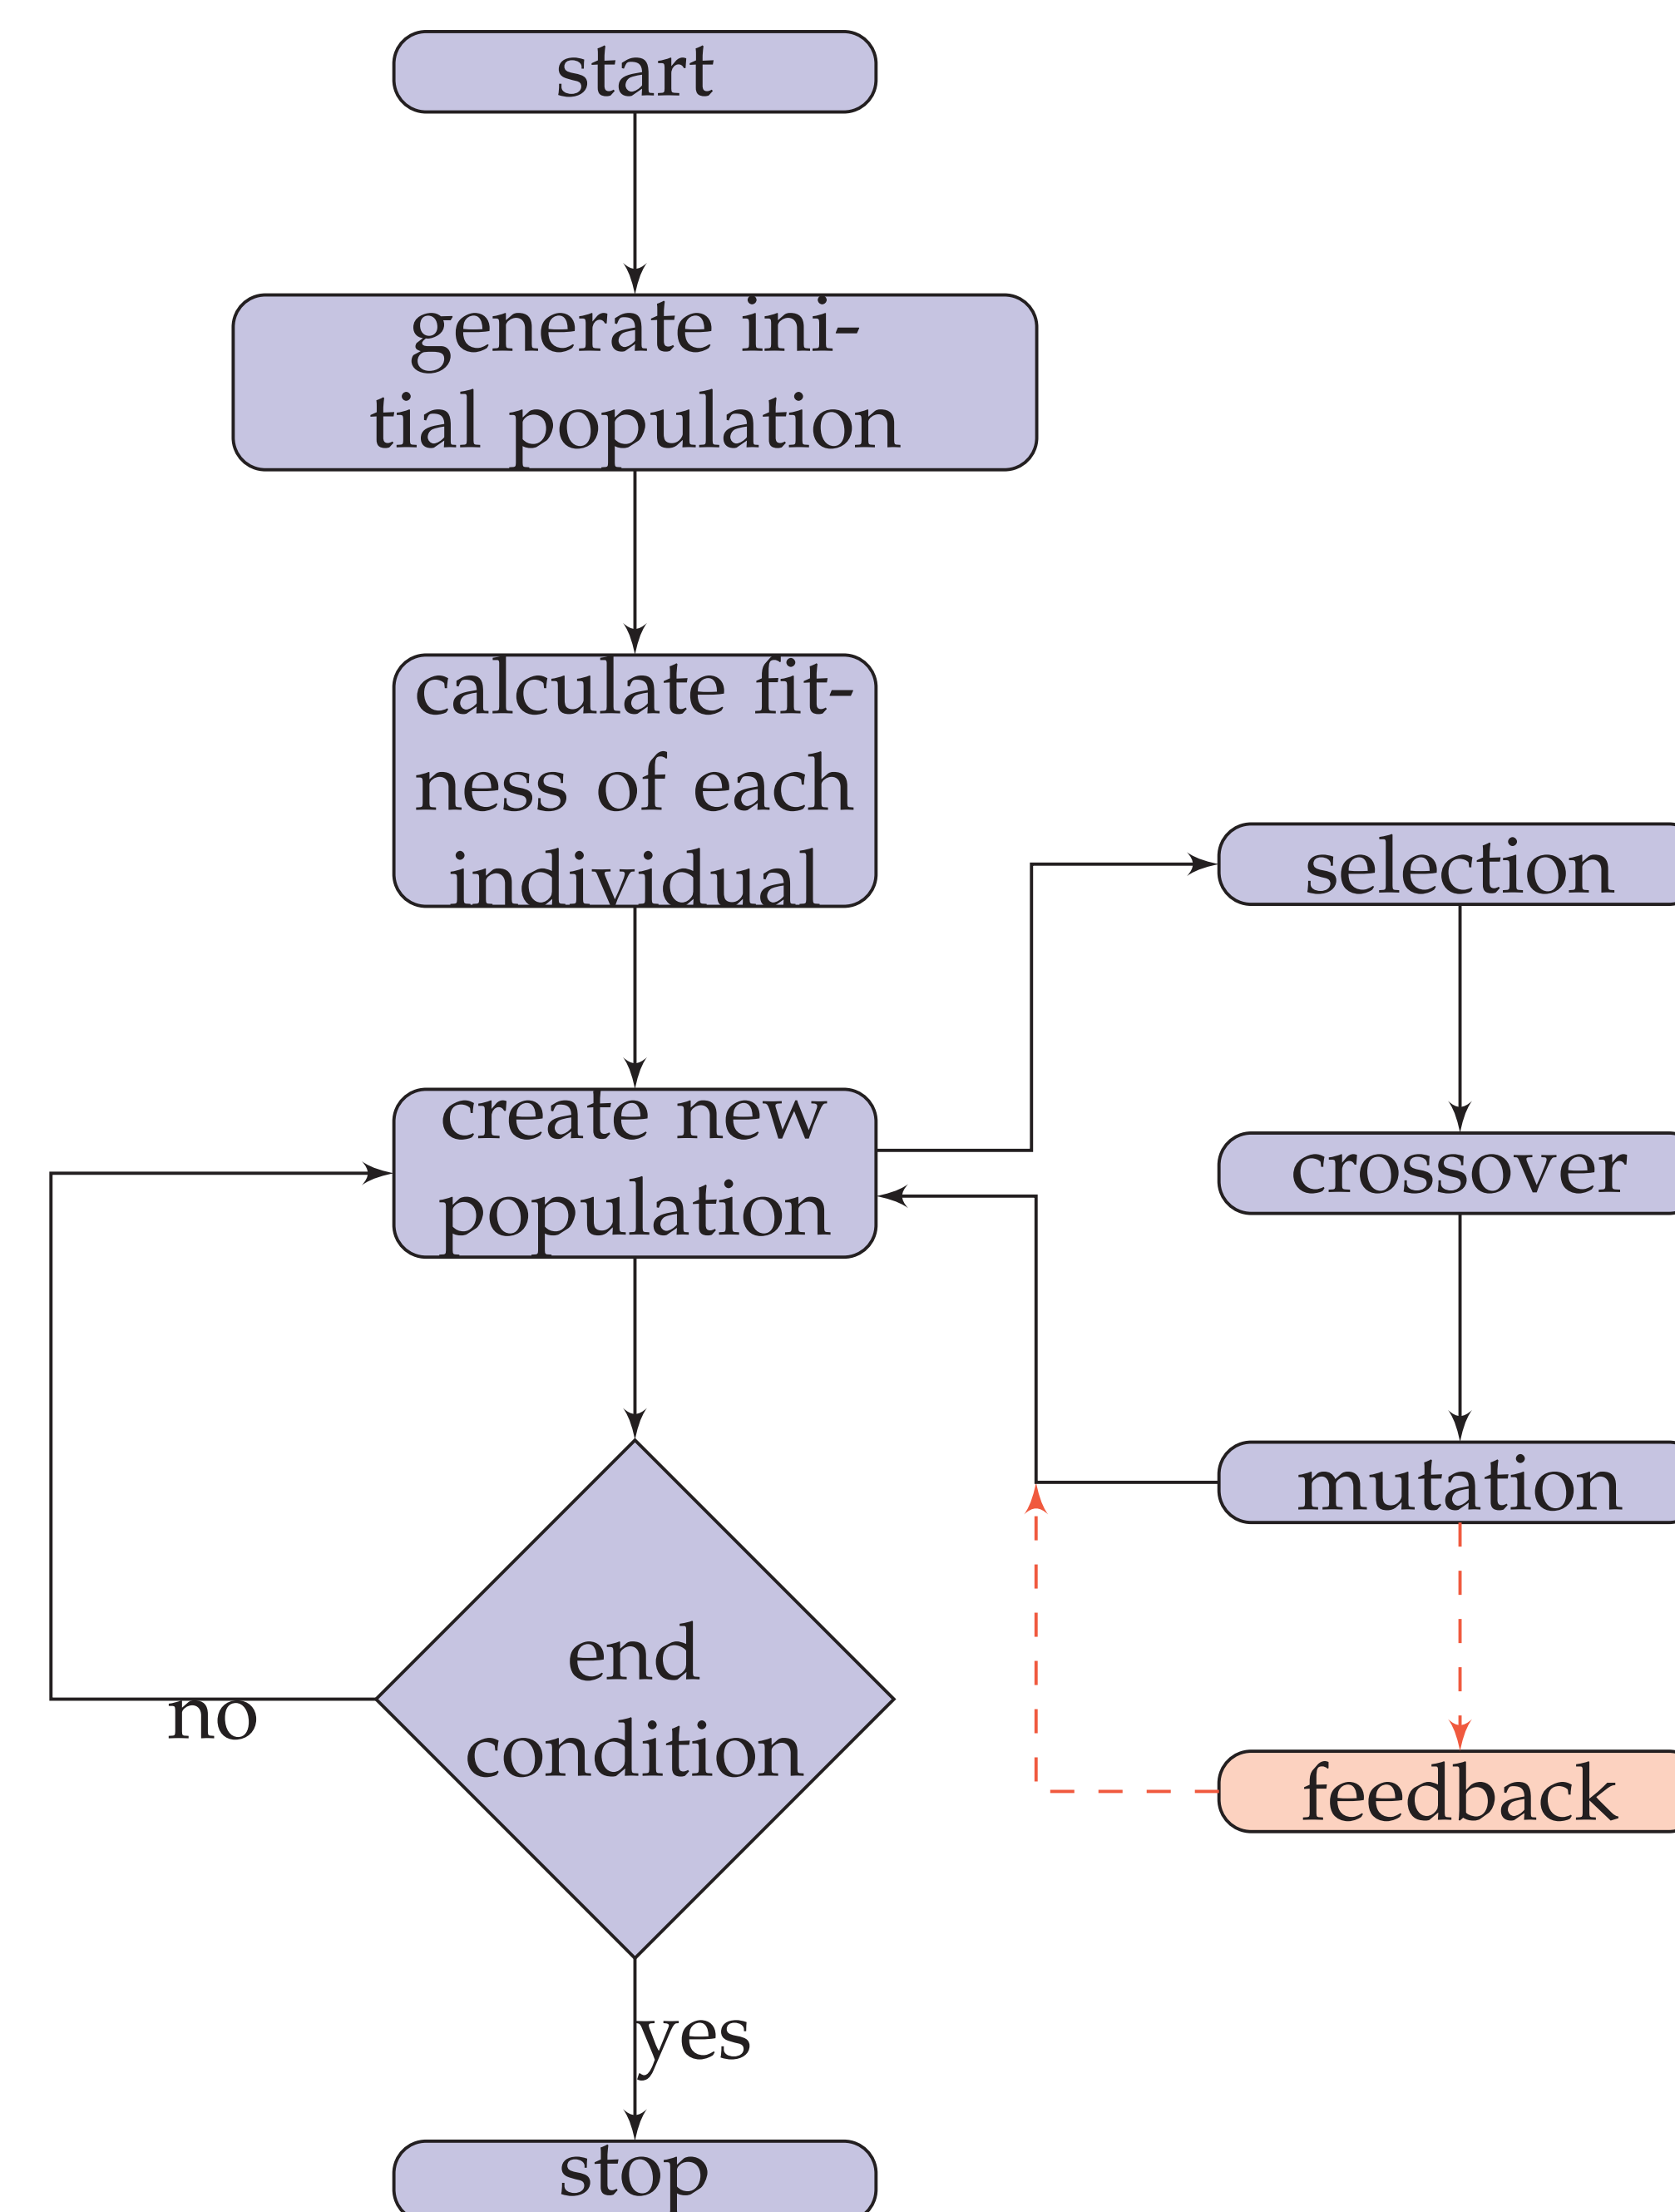 start
generate ini-
tial population
calculate fit-
ness of each
individual
selection
create new
population
crossover
mutation
end
condition
no
feedback
yes
stop